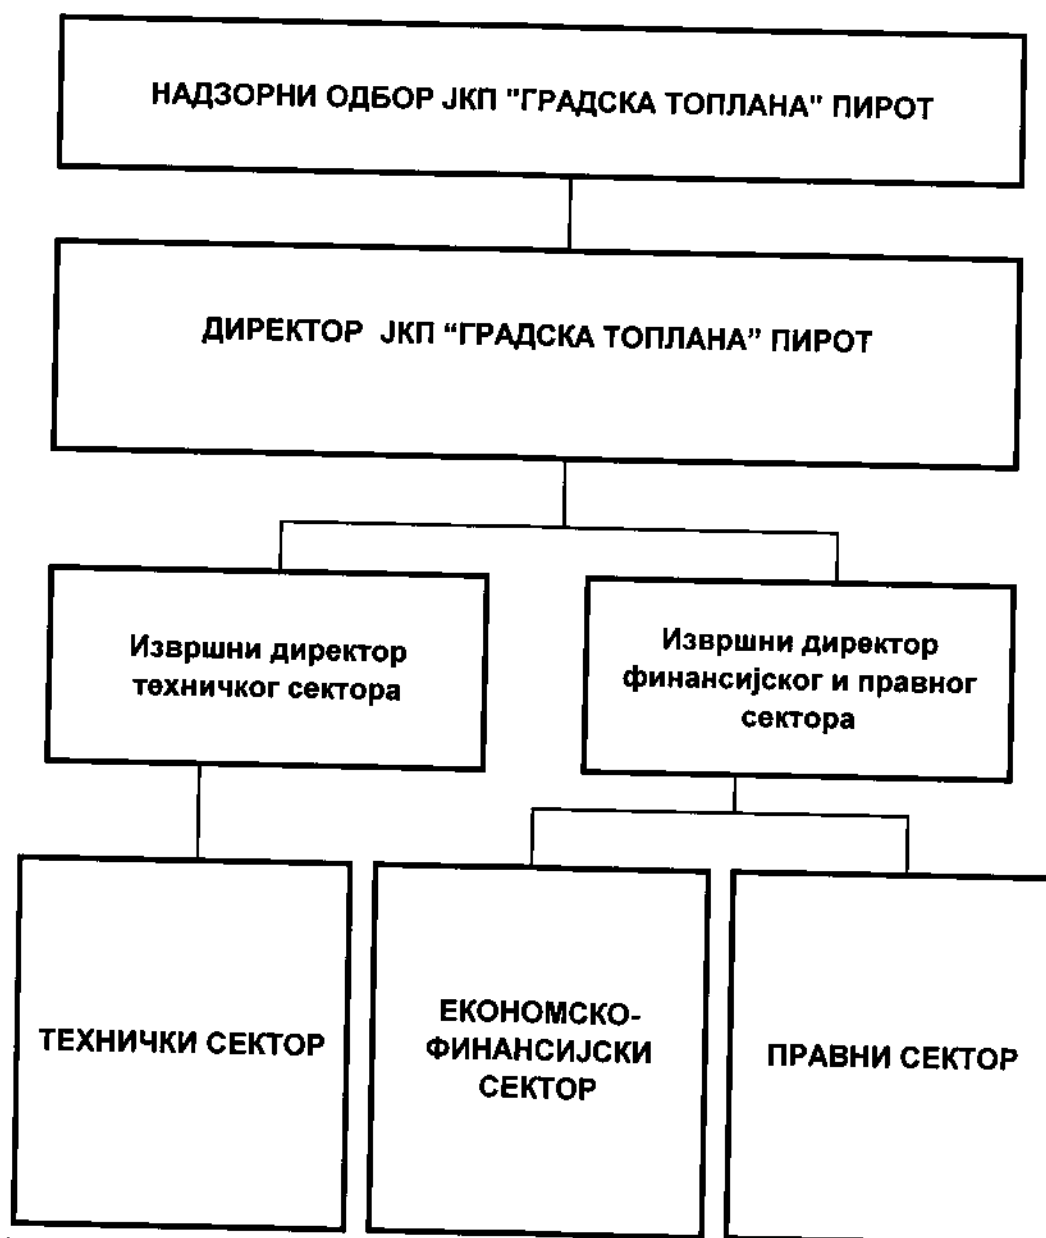 НАДЗОРНИ ОДБОР ЈКП "ГРАДСКА ТОПЛАНА" ПИРОТ
ДИРЕКТОР ЈКП “ГРАДСКА ТОПЛАНА” ПИРОТ
Извршни директор
техничког сектора
Извршни директор
финансијског и правног
сектора
ТЕХНИЧКИ СЕКТОР
ЕКОНОМСКО-
ФИНАНСИЈСКИ
СЕКТОР
ПРАВНИ СЕКТОР